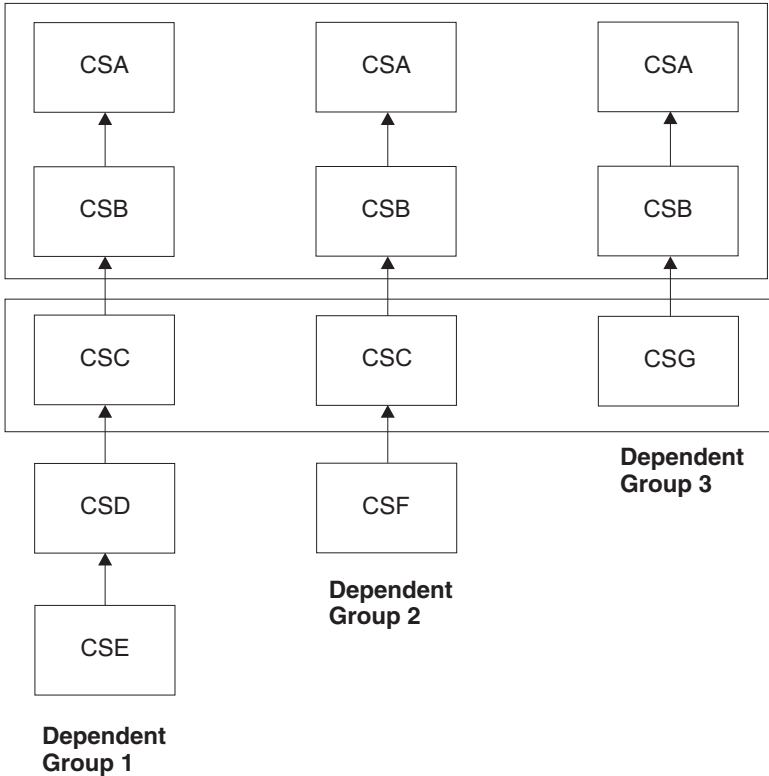 CSA
CSA
CSA
CSB
CSB
CSB
CSC
CSC
CSG
Dependent
Group 3
CSD
CSF
Dependent
Group 2
CSE
Dependent
Group 1